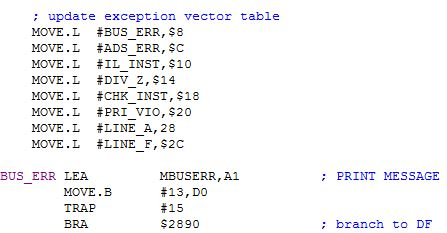 ; update exception vector table
MOVE.L #BUS_ERR,$8
MOVE.L #ADS_ERR,$C
MOVE.L #IL_INST,$10
MOVE.L #DIV_Z,$14
MOVE.L #CHK_INST,$18
MOVE.L #PRI_VIO,$20
MOVE.L #LINE_A,28
MOVE.L #LINE_F,$2C
BUS_ERR LEA MBUSERR,A1 ; PRINT MESSAGE
MOVE.B #13,D0
TRAP #15
BRA $2890 ; branch to DF